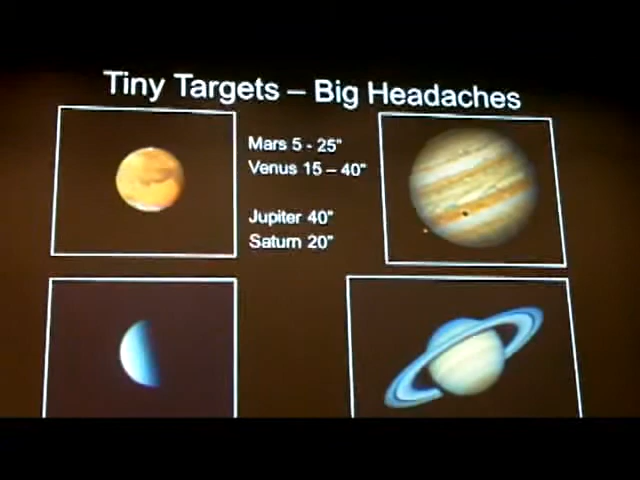 Tiny Targets – Big Headaches
Mars 5 - 25"
Venus 15 – 40"
Jupiter 40"
Saturn 20"